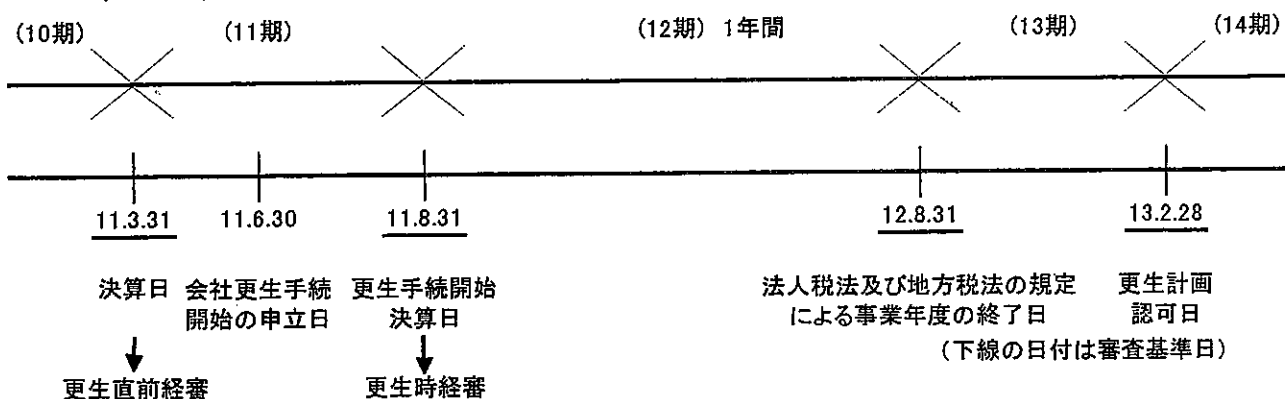 (10期) (11期) (12期) 1年間 (13期) (14期)
11.3.31 11.6.30 11.8.31 12.8.31 13.2.28
決算日 会社更生手続 更生手続開始 法人税法及び地方税法の規定 更生計画
開始の申立日 決算日 による事業年度の終了日 認可日
(下線の日付は審査基準日)
更生直前経審 更生時経審